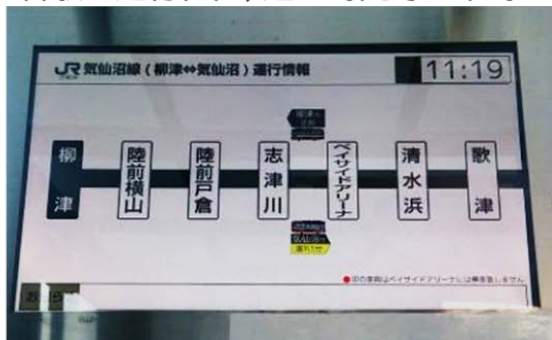 JR 気仙沼線（柳津⇔気仙沼）運行情報
11:19
柳津
陸前横山
陸前戸倉
志津川
ベイサイドアリーナ
清水浜
歌津
●印の車両はベイサイドアリーナには停車致しません